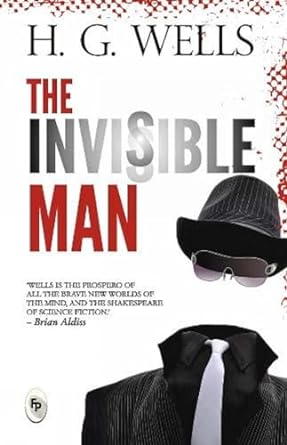 H. G. WELLS
THE
INVISIBLE
MAN
'WELLS IS THE PROSPERO OF
ALL THE BRAVE NEW WORLDS OF
THE MIND, AND THE SHAKESPEARE
OF SCIENCE FICTION.'
– Brian Aldiss
FP